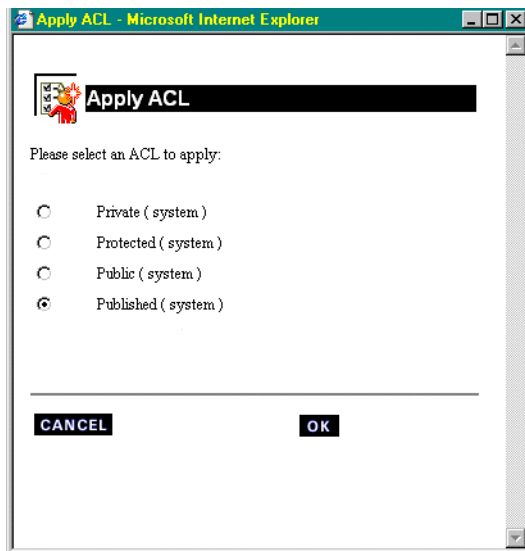 Apply ACL - Microsoft Internet Explorer
Apply ACL
Please select an ACL to apply:
Private ( system )
Protected ( system )
Public ( system )
Published ( system )
CANCEL OK